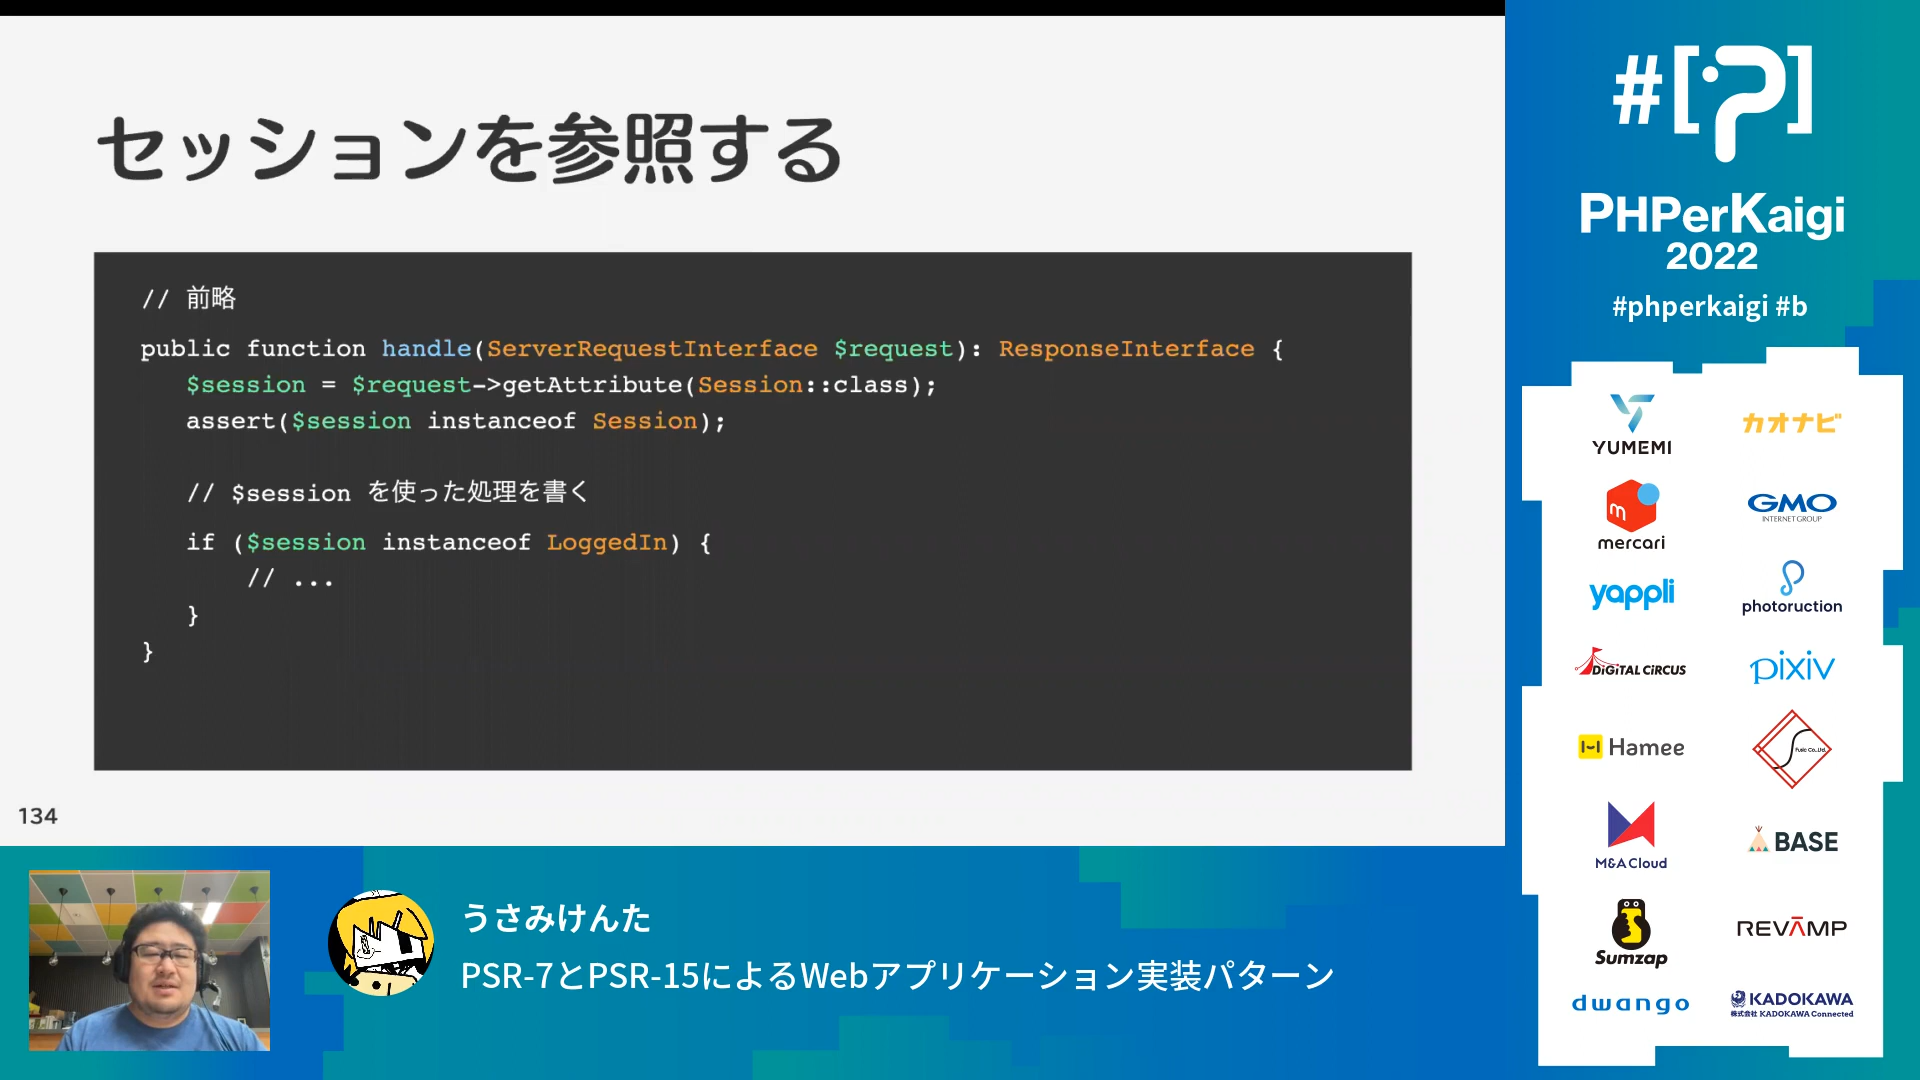 セッションを参照する
// 前略
public function handle(ServerRequestInterface $request): ResponseInterface {
$session = $request->getAttribute(Session::class);
assert($session instanceof Session);
// $session を使った処理を書く
if ($session instanceof LoggedIn) {
// ...
}
}
134
うさみけんた
PSR-7とPSR-15によるWebアプリケーション実装パターン
#[P]
PHPerKaigi
2022
#phperkaigi #b
YUMEMI
カオナビ
m
mercari
GMO
INTERNET GROUP
yappli
photoruction
DIGITAL CIRCUS
pixiv
Hamee
Fusic Co.,Ltd.
M&A Cloud
BASE
Sumzap
REVAMP
dwango
KADOKAWA
株式会社 KADOKAWA Connected